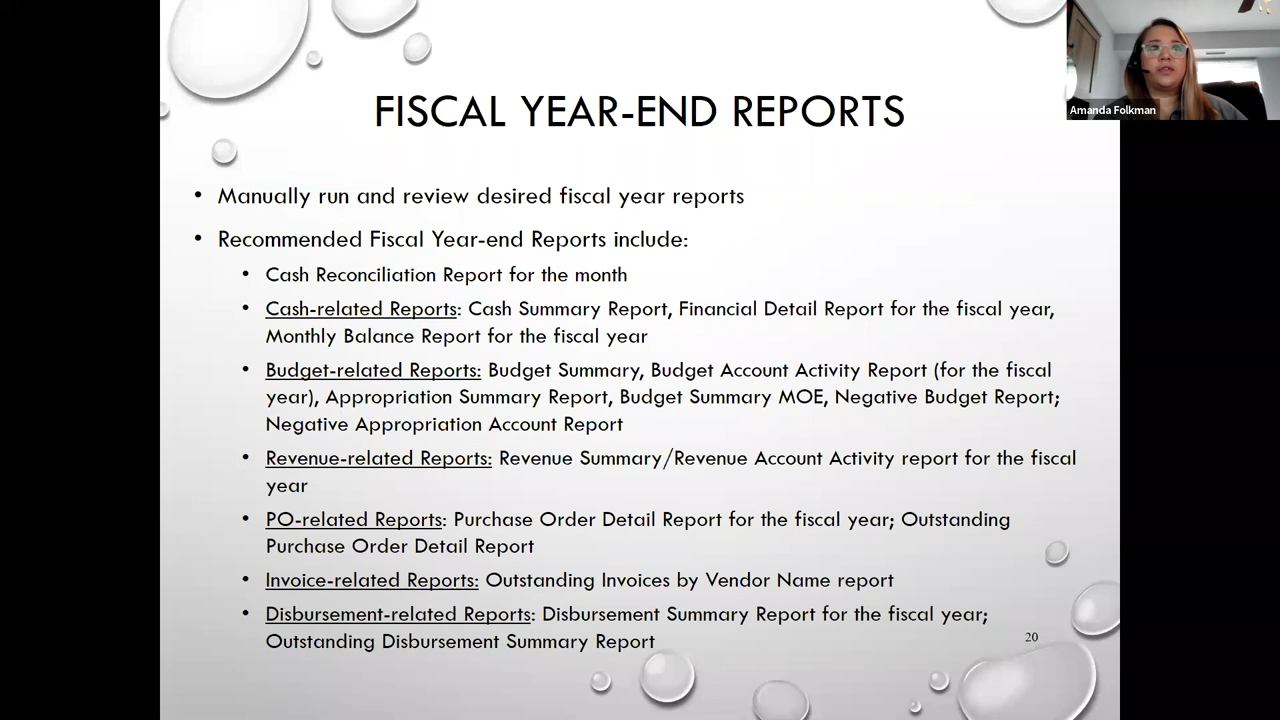 Amanda Folkman
FISCAL YEAR-END REPORTS
• Manually run and review desired fiscal year reports
• Recommended Fiscal Year-end Reports include:
• Cash Reconciliation Report for the month
• Cash-related Reports: Cash Summary Report, Financial Detail Report for the fiscal year,
Monthly Balance Report for the fiscal year
• Budget-related Reports: Budget Summary, Budget Account Activity Report (for the fiscal
year), Appropriation Summary Report, Budget Summary MOE, Negative Budget Report;
Negative Appropriation Account Report
• Revenue-related Reports: Revenue Summary/Revenue Account Activity report for the fiscal
year
• PO-related Reports: Purchase Order Detail Report for the fiscal year; Outstanding
Purchase Order Detail Report
• Invoice-related Reports: Outstanding Invoices by Vendor Name report
• Disbursement-related Reports: Disbursement Summary Report for the fiscal year;
Outstanding Disbursement Summary Report
20